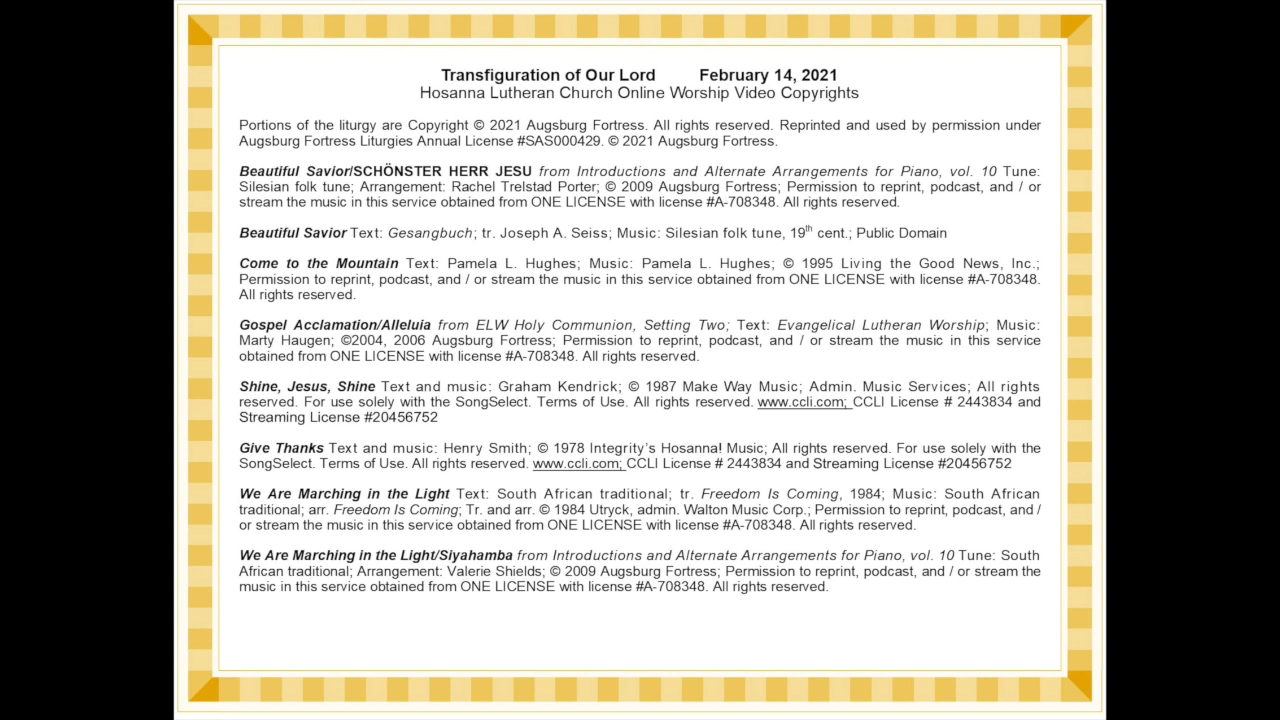 Transfiguration of Our Lord February 14, 2021
Hosanna Lutheran Church Online Worship Video Copyrights
Portions of the liturgy are Copyright © 2021 Augsburg Fortress. All rights reserved. Reprinted and used by permission under
Augsburg Fortress Liturgies Annual License #SAS000429. © 2021 Augsburg Fortress.
Beautiful Savior/SCHÖNSTER HERR JESU from Introductions and Alternate Arrangements for Piano, vol. 10 Tune:
Silesian folk tune; Arrangement: Rachel Trelstad Porter; © 2009 Augsburg Fortress; Permission to reprint, podcast, and / or
stream the music in this service obtained from ONE LICENSE with license #A-708348. All rights reserved.
Beautiful Savior Text: Gesangbuch; tr. Joseph A. Seiss; Music: Silesian folk tune, 19th cent.; Public Domain
Come to the Mountain Text: Pamela L. Hughes; Music: Pamela L. Hughes; © 1995 Living the Good News, Inc.;
Permission to reprint, podcast, and / or stream the music in this service obtained from ONE LICENSE with license #A-708348.
All rights reserved.
Gospel Acclamation/Alleluia from ELW Holy Communion, Setting Two; Text: Evangelical Lutheran Worship; Music:
Marty Haugen; ©2004, 2006 Augsburg Fortress; Permission to reprint, podcast, and / or stream the music in this service
obtained from ONE LICENSE with license #A-708348. All rights reserved.
Shine, Jesus, Shine Text and music: Graham Kendrick; © 1987 Make Way Music; Admin. Music Services; All rights
reserved. For use solely with the SongSelect. Terms of Use. All rights reserved. www.ccli.com; CCLI License # 2443834 and
Streaming License #20456752
Give Thanks Text and music: Henry Smith; © 1978 Integrity's Hosanna! Music; All rights reserved. For use solely with the
SongSelect. Terms of Use. All rights reserved. www.ccli.com; CCLI License # 2443834 and Streaming License #20456752
We Are Marching in the Light Text: South African traditional; tr. Freedom Is Coming, 1984; Music: South African
traditional; arr. Freedom Is Coming; Tr. and arr. © 1984 Utryck, admin. Walton Music Corp.; Permission to reprint, podcast, and /
or stream the music in this service obtained from ONE LICENSE with license #A-708348. All rights reserved.
We Are Marching in the Light/Siyahamba from Introductions and Alternate Arrangements for Piano, vol. 10 Tune: South
African traditional; Arrangement: Valerie Shields; © 2009 Augsburg Fortress; Permission to reprint, podcast, and / or stream the
music in this service obtained from ONE LICENSE with license #A-708348. All rights reserved.